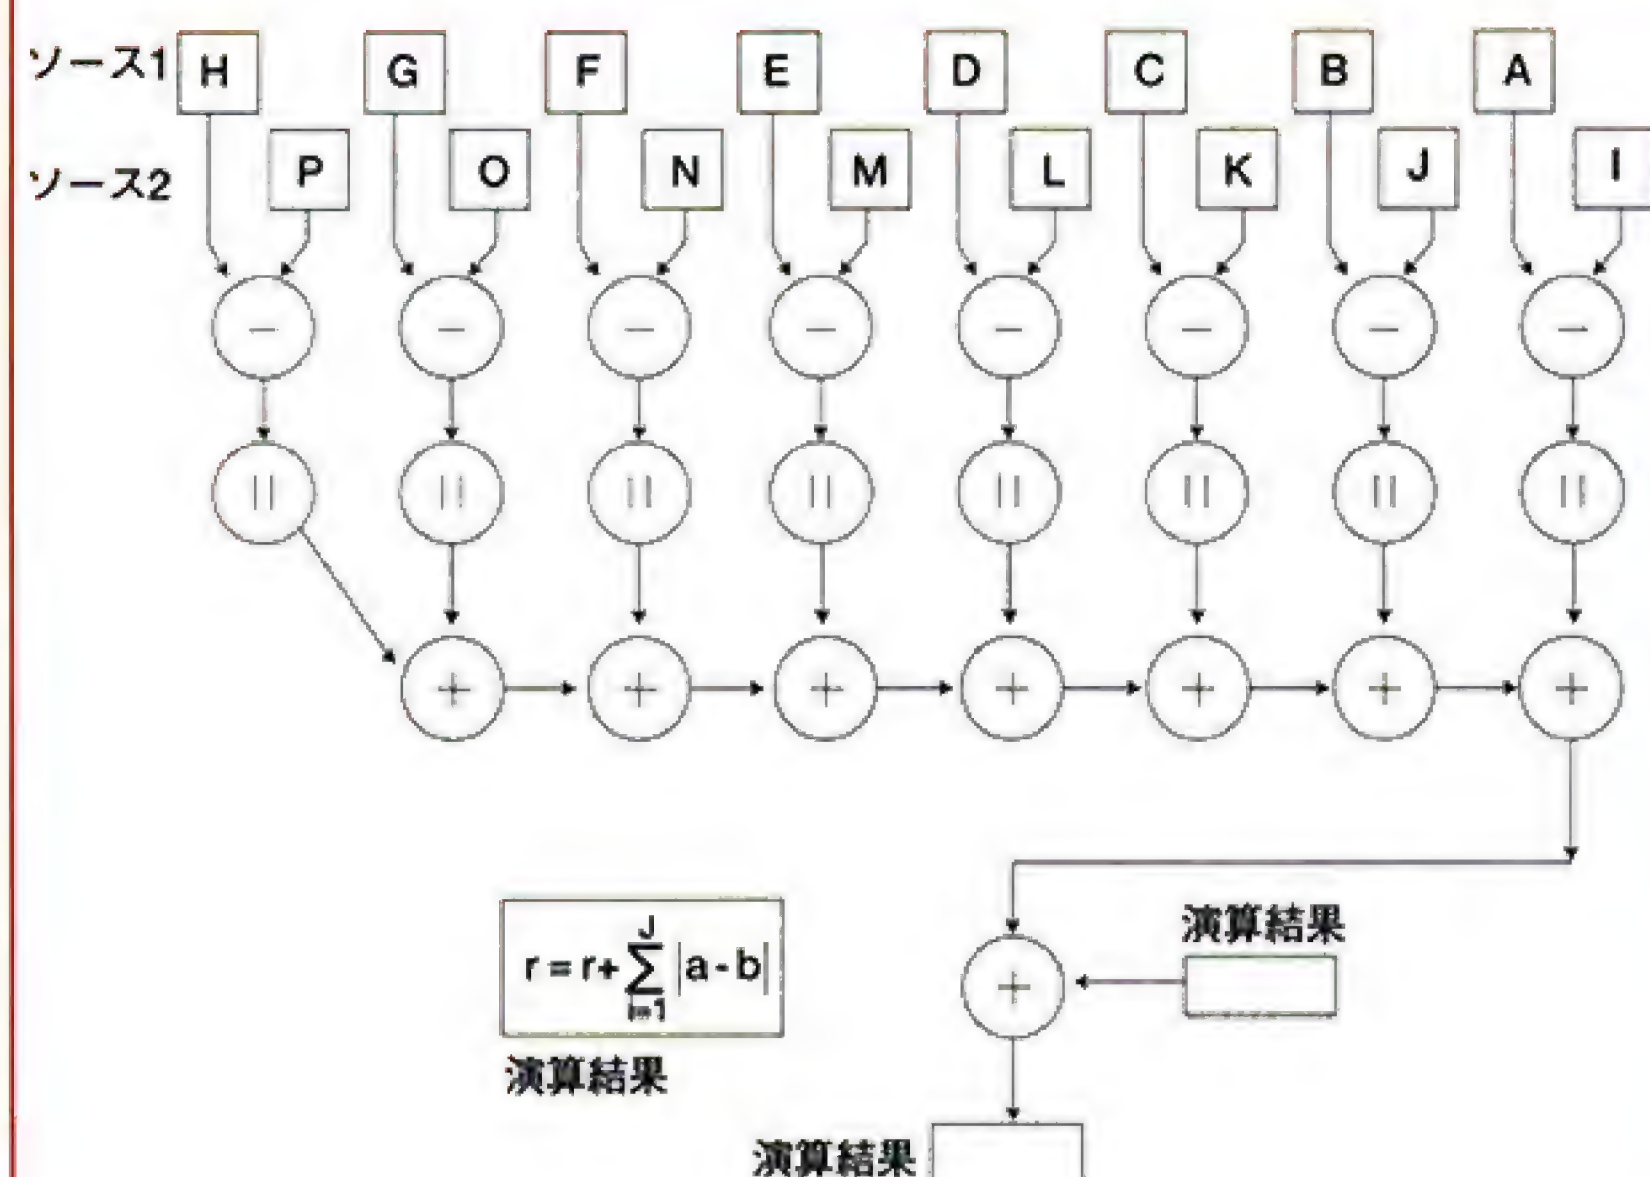 ソース1 H G F E D C B A
ソース2 P O N M L K J I
− − − − − − − −
|| || || || || || || ||
+ + + + + + +
r = r+ J ∑ i=1 |a - b|
演算結果
演算結果
+
演算結果